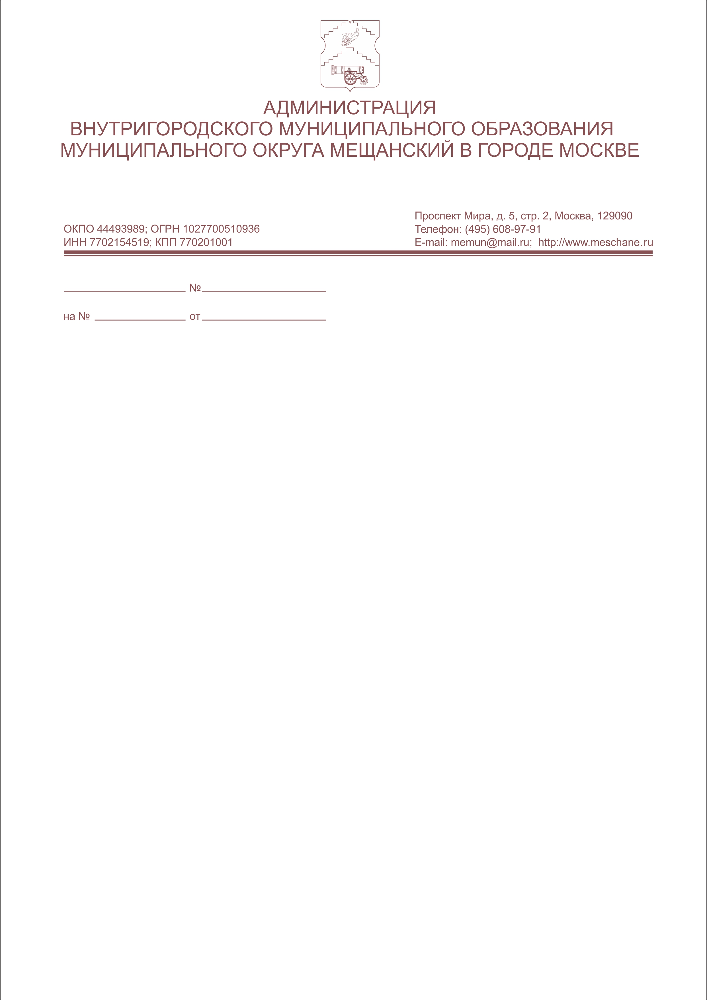 АДМИНИСТРАЦИЯ
ВНУТРИГОРОДСКОГО МУНИЦИПАЛЬНОГО ОБРАЗОВАНИЯ –
МУНИЦИПАЛЬНОГО ОКРУГА МЕЩАНСКИЙ В ГОРОДЕ МОСКВЕ
ОКПО 44493989; ОГРН 1027700510936
ИНН 7702154519; КПП 770201001
Проспект Мира, д. 5, стр. 2, Москва, 129090
Телефон: (495) 608-97-91
E-mail: memun@mail.ru; http://www.meschane.ru
№
на № от